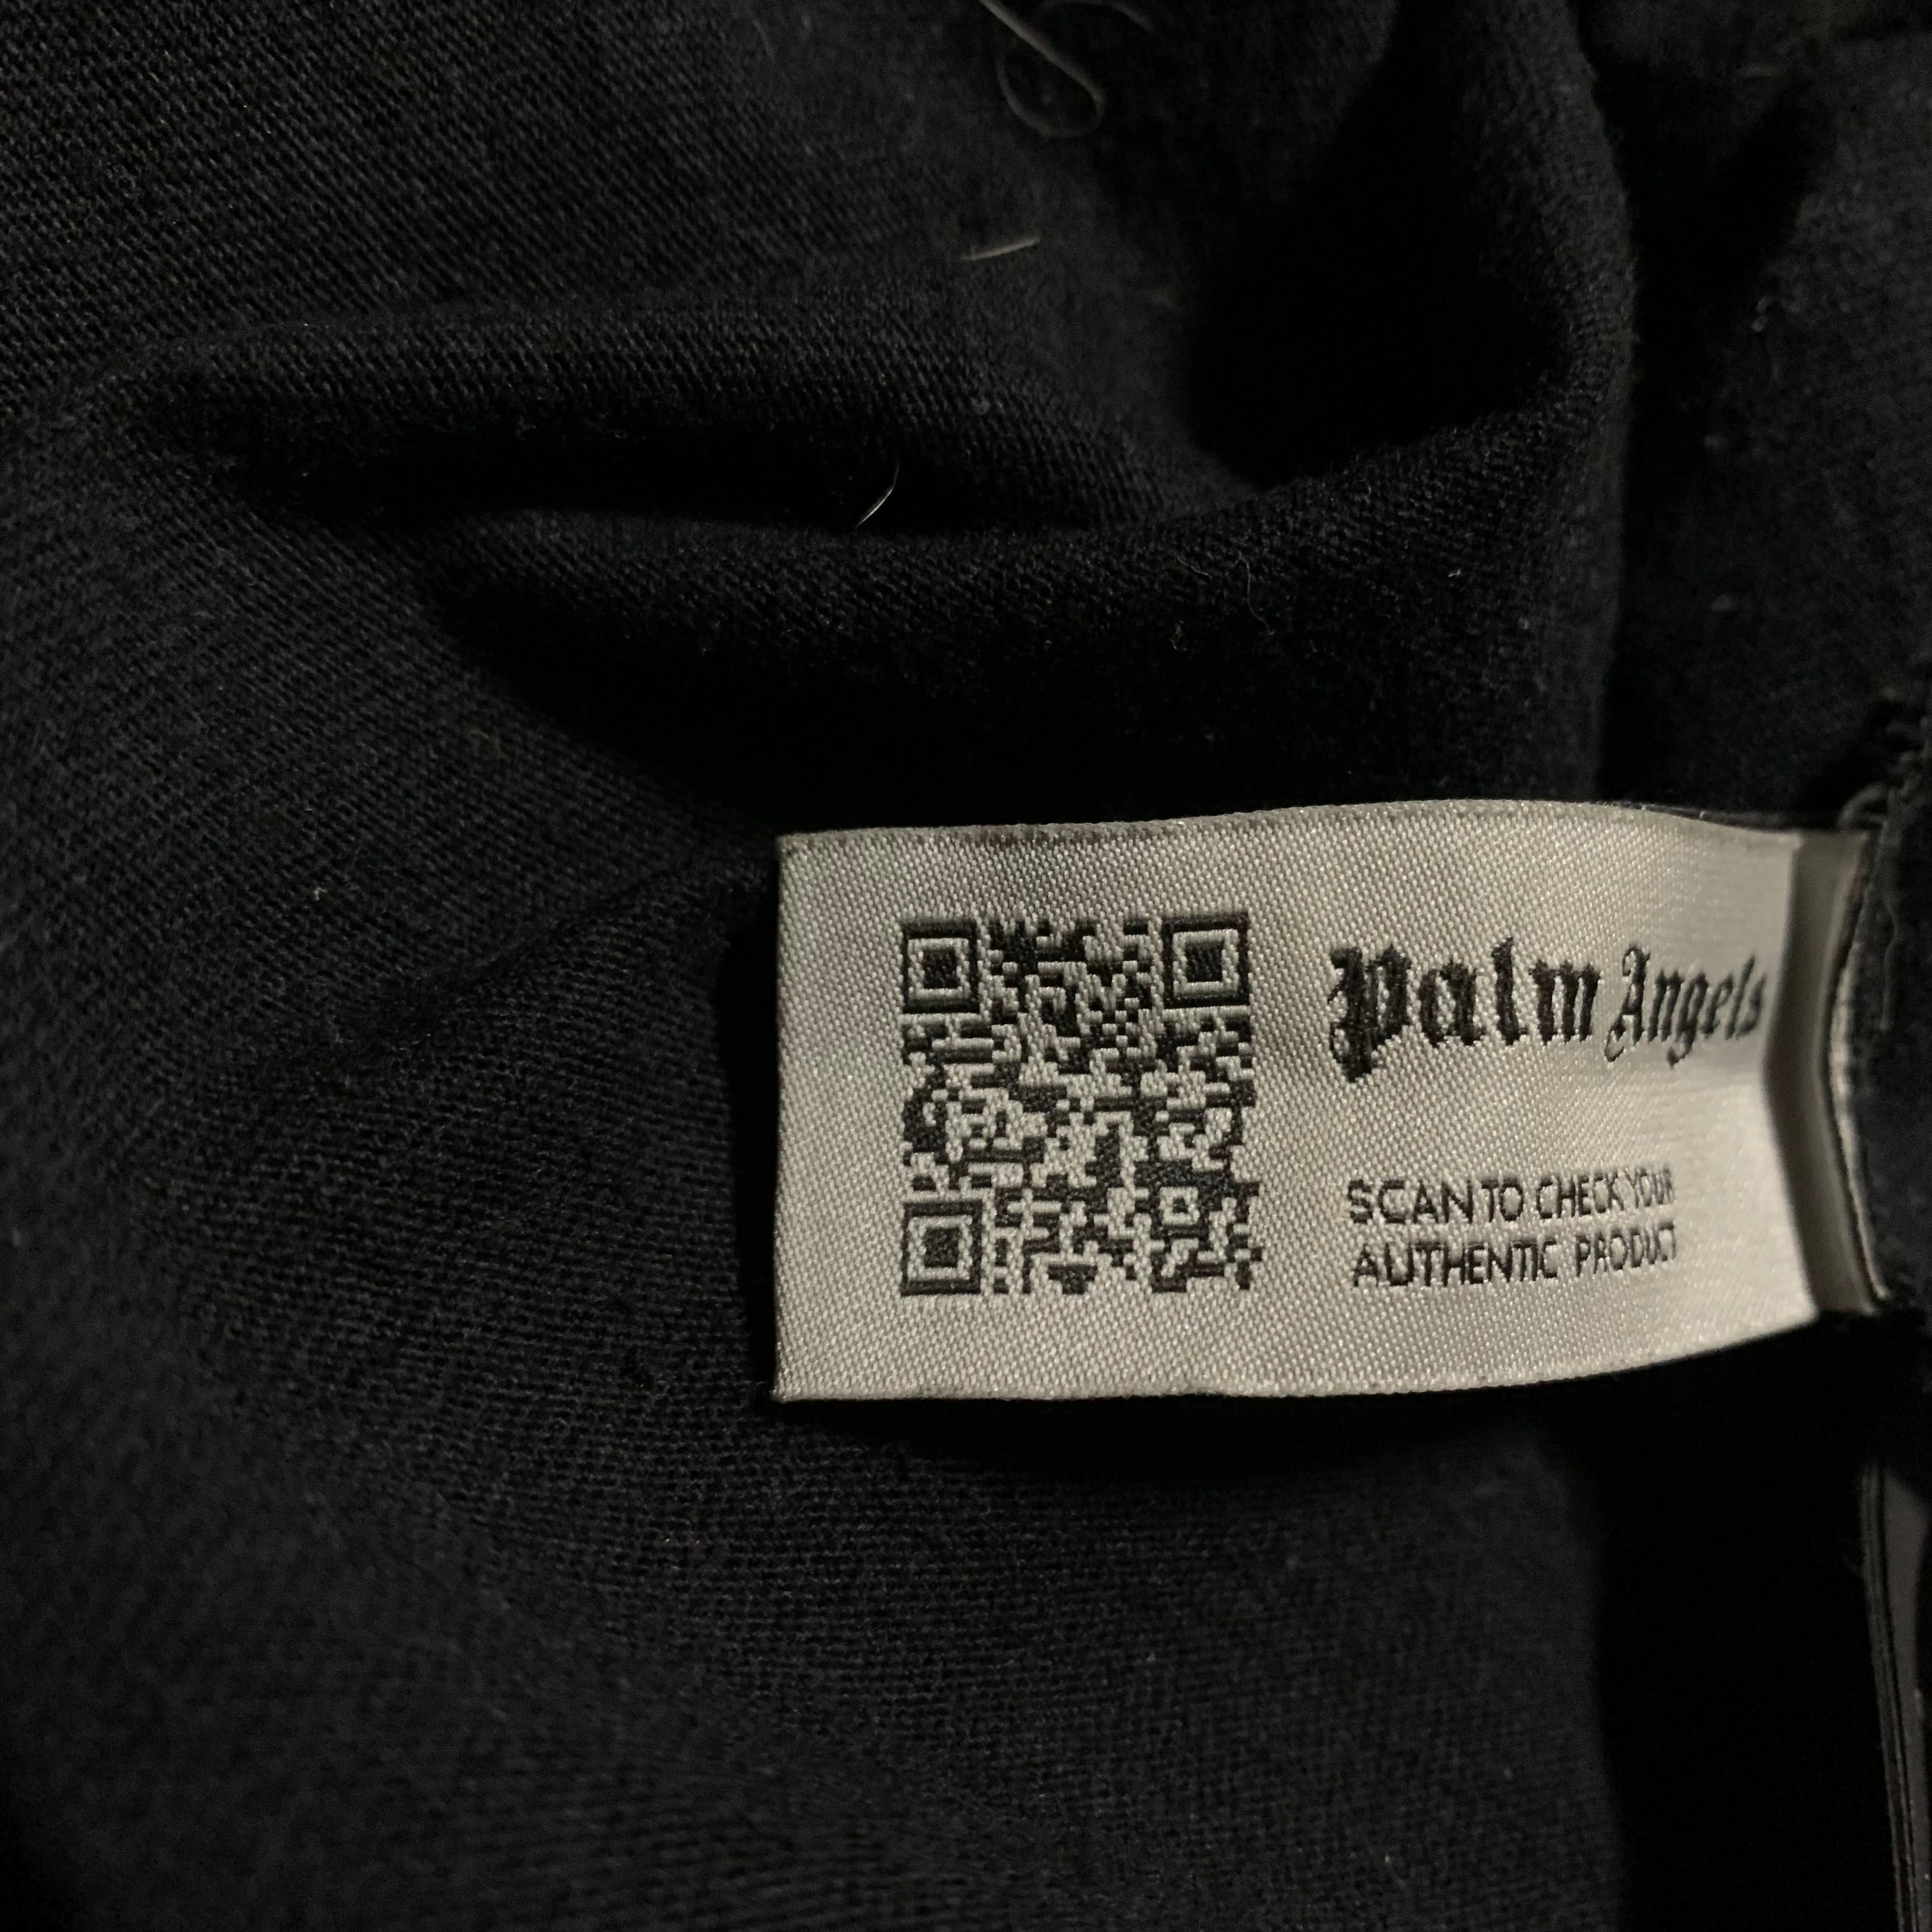 Palm Angels
SCAN TO CHECK YOUR
AUTHENTIC PRODUCT